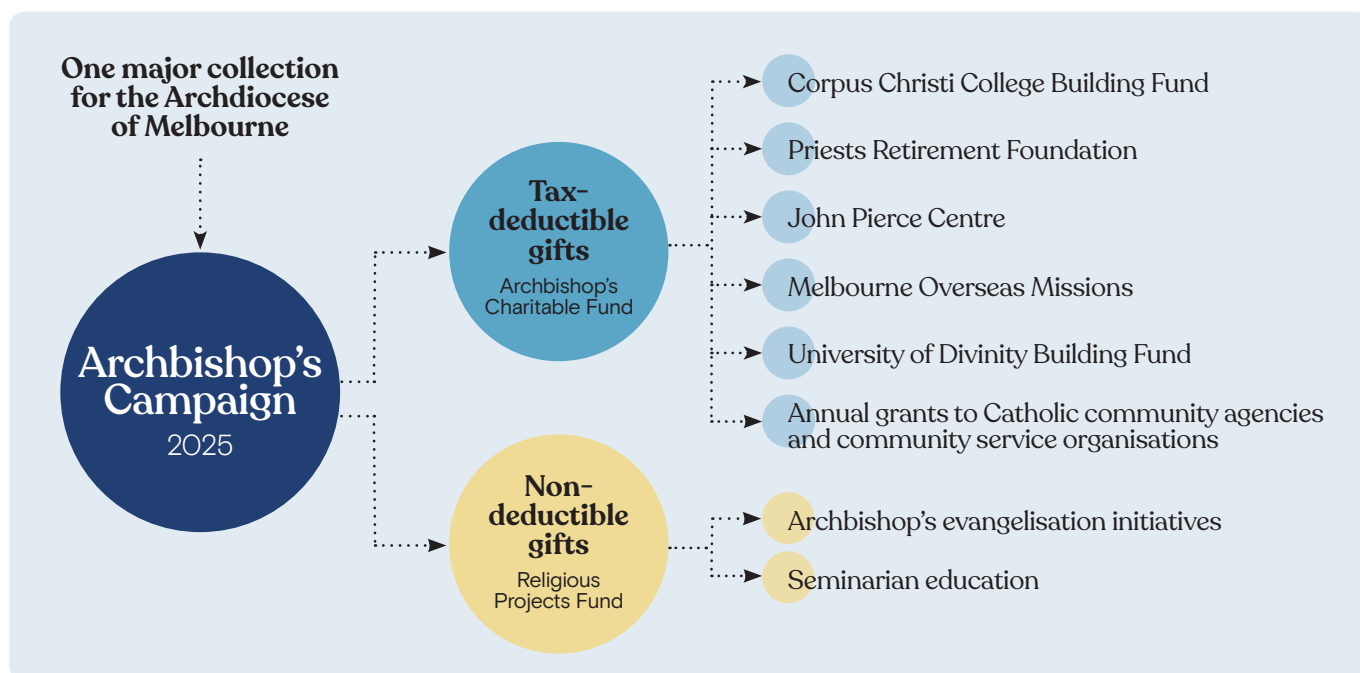 One major collection
for the Archdiocese
of Melbourne
Archbishop's
Campaign
2025
Tax-
deductible
gifts
Archbishop's
Charitable Fund
Non-
deductible
gifts
Religious
Projects Fund
Corpus Christi College Building Fund
Priests Retirement Foundation
John Pierce Centre
Melbourne Overseas Missions
University of Divinity Building Fund
Annual grants to Catholic community agencies
and community service organisations
Archbishop's evangelisation initiatives
Seminarian education